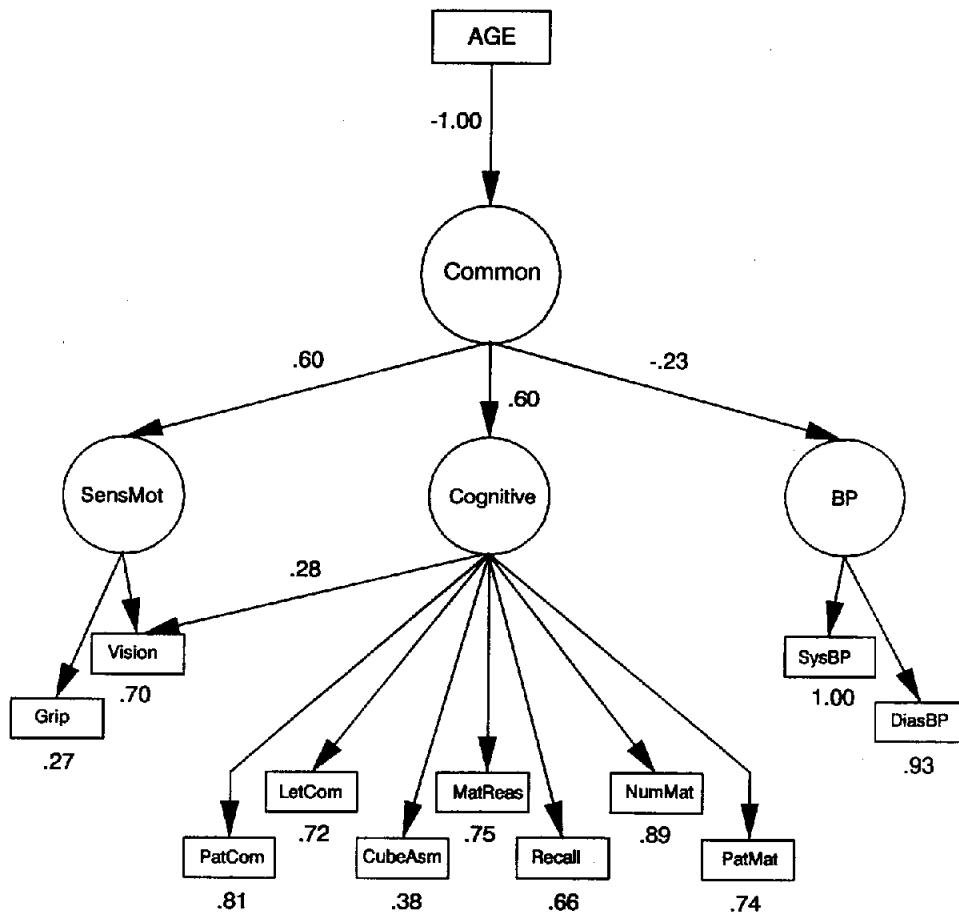 AGE
-1.00
Common
.60
.60
-.23
SensMot
Cognitive
BP
.28
Vision
.70
Grip
.27
SysBP
1.00
DiasBP
.93
LetCom
.72
MatReas
.75
NumMat
.89
PatCom
.81
CubeAsm
.38
Recall
.66
PatMat
.74